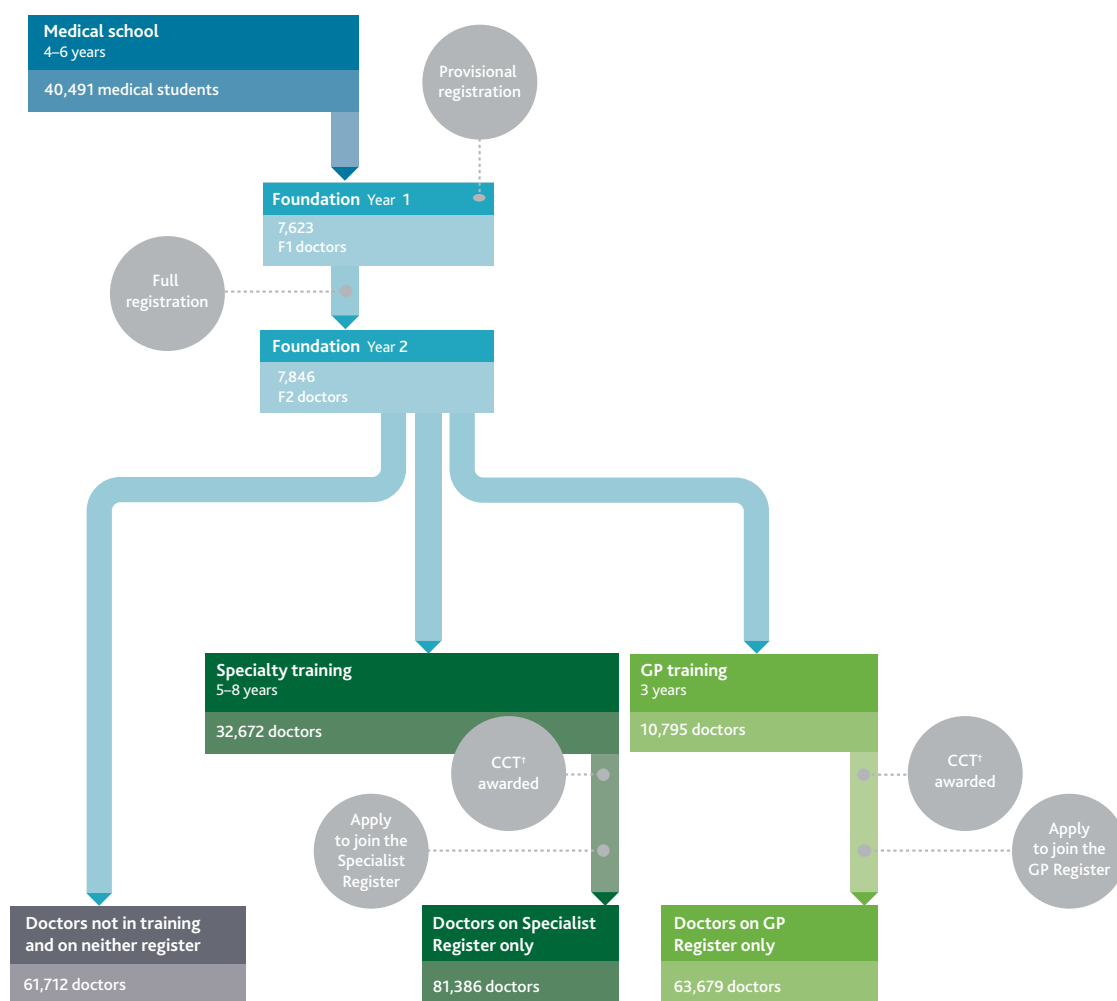 Medical school
4–6 years
40,491 medical students
Provisional
registration
Foundation Year 1
7,623
F1 doctors
Full
registration
Foundation Year 2
7,846
F2 doctors
Specialty training
5–8 years
32,672 doctors
GP training
3 years
10,795 doctors
CCT†
awarded
CCT†
awarded
Apply
to join the
Specialist
Register
Apply
to join the
GP Register
Doctors not in training
and on neither register
61,712 doctors
Doctors on Specialist
Register only
81,386 doctors
Doctors on GP
Register only
63,679 doctors